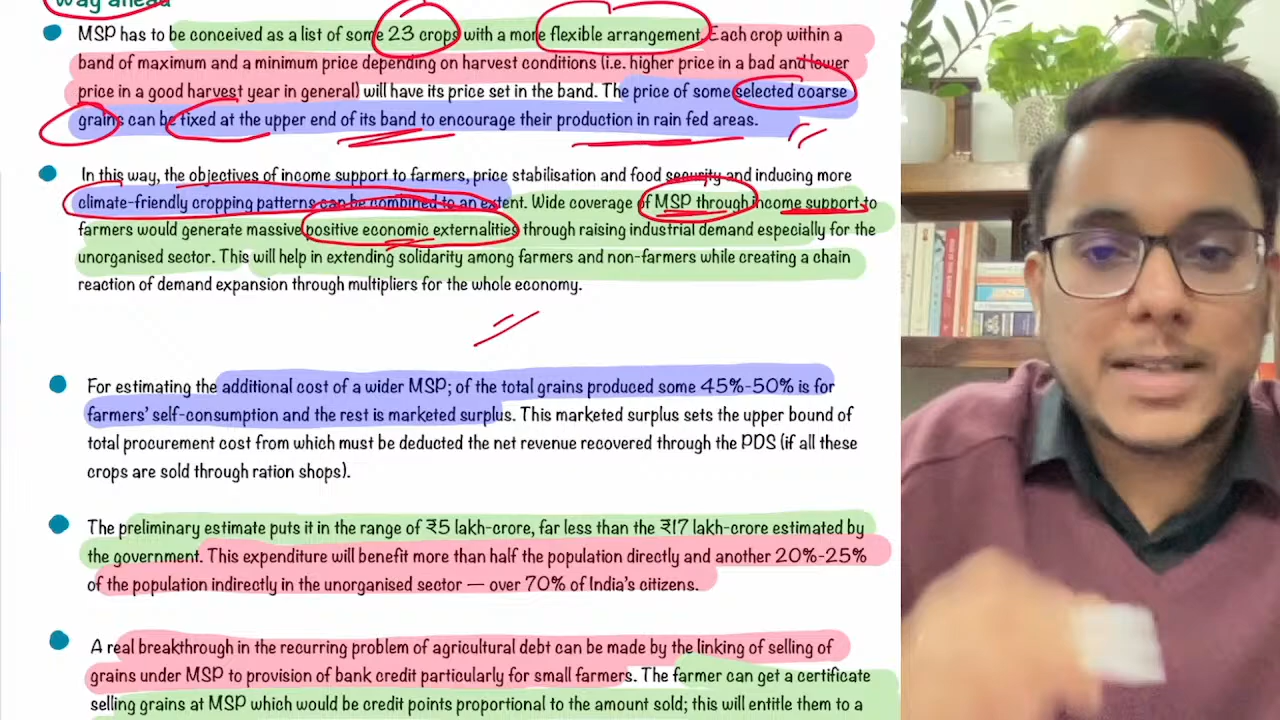 Way ahead
MSP has to be conceived as a list of some 23 crops with a more flexible arrangement. Each crop within a
band of maximum and a minimum price depending on harvest conditions (i.e. higher price in a bad and lower
price in a good harvest year in general) will have its price set in the band. The price of some selected coarse
grains can be fixed at the upper end of its band to encourage their production in rain fed areas.
In this way, the objectives of income support to farmers, price stabilisation and food security and inducing more
climate-friendly cropping patterns can be combined to an extent. Wide coverage of MSP through income support to
farmers would generate massive positive economic externalities through raising industrial demand especially for the
unorganised sector. This will help in extending solidarity among farmers and non-farmers while creating a chain
reaction of demand expansion through multipliers for the whole economy.
For estimating the additional cost of a wider MSP; of the total grains produced some 45%-50% is for
farmers' self-consumption and the rest is marketed surplus. This marketed surplus sets the upper bound of
total procurement cost from which must be deducted the net revenue recovered through the PDS (if all these
crops are sold through ration shops).
The preliminary estimate puts it in the range of ₹5 lakh-crore, far less than the ₹17 lakh-crore estimated by
the government. This expenditure will benefit more than half the population directly and another 20%-25%
of the population indirectly in the unorganised sector — over 70% of India's citizens.
A real breakthrough in the recurring problem of agricultural debt can be made by the linking of selling of
grains under MSP to provision of bank credit particularly for small farmers. The farmer can get a certificate
selling grains at MSP which would be credit points proportional to the amount sold; this will entitle them to a